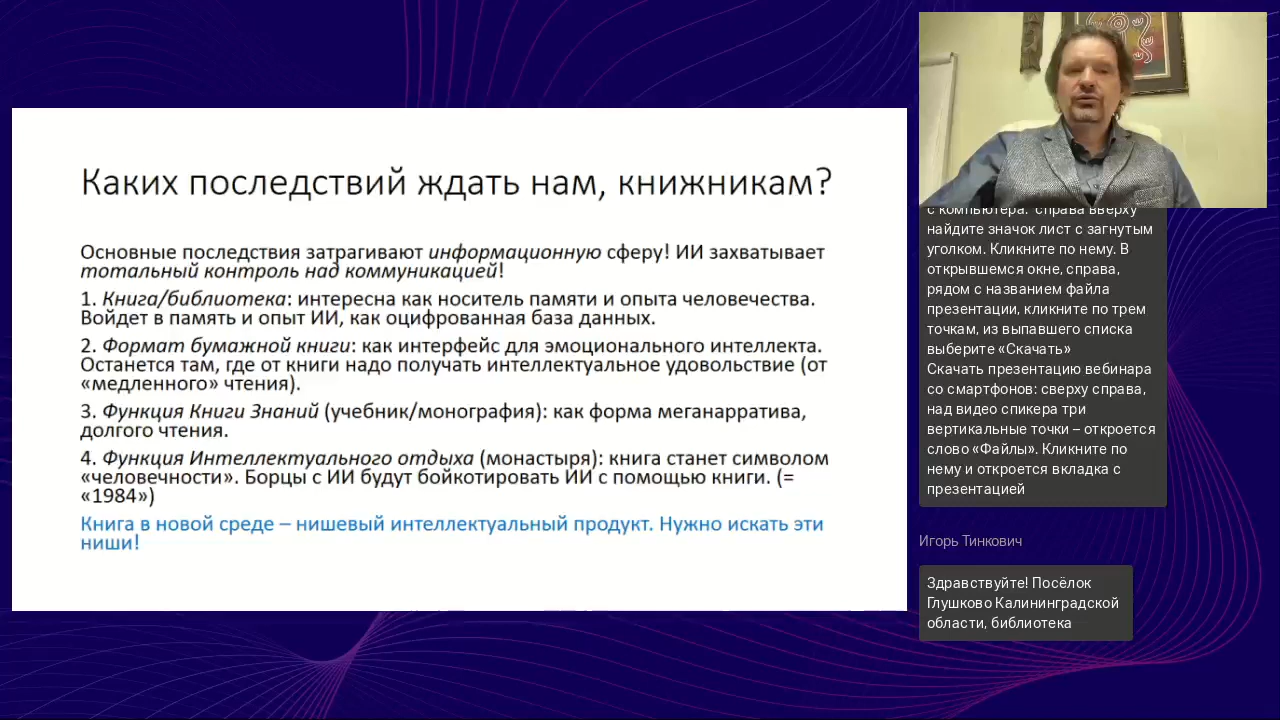 Каких последствий ждать нам, книжникам?
Основные последствия затрагивают информационную сферу! ИИ захватывает
тотальный контроль над коммуникацией!
1. Книга/библиотека: интересна как носитель памяти и опыта человечества.
Войдет в память и опыт ИИ, как оцифрованная база данных.
2. Формат бумажной книги: как интерфейс для эмоционального интеллекта.
Останется там, где от книги надо получать интеллектуальное удовольствие (от
«медленного» чтения).
3. Функция Книги Знаний (учебник/монография): как форма меганарратива,
долгого чтения.
4. Функция Интеллектуального отдыха (монастыря): книга станет символом
«человечности». Борцы с ИИ будут бойкотировать ИИ с помощью книги. (=
«1984»)
Книга в новой среде – нишевый интеллектуальный продукт. Нужно искать эти
ниши!
с компьютера: справа вверху
найдите значок лист с загнутым
уголком. Кликните по нему. В
открывшемся окне, справа,
рядом с названием файла
презентации, кликните по трем
точкам, из выпавшего списка
выберите «Скачать»
Скачать презентацию вебинара
со смартфонов: сверху справа,
над видео спикера три
вертикальные точки – откроется
слово «Файлы». Кликните по
нему и откроется вкладка с
презентацией
Игорь Тинкович
Здравствуйте! Посёлок
Глушково Калининградской
области, библиотека